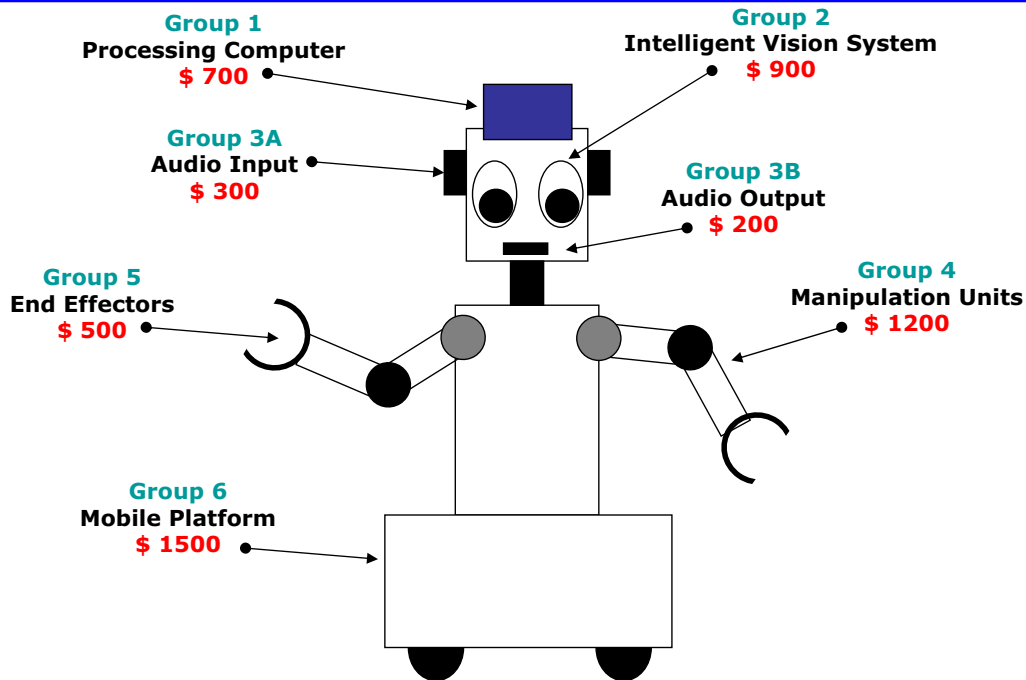 Group 1
Processing Computer
$ 700
Group 2
Intelligent Vision System
$ 900
Group 3A
Audio Input
$ 300
Group 3B
Audio Output
$ 200
Group 5
End Effectors
$ 500
Group 4
Manipulation Units
$ 1200
Group 6
Mobile Platform
$ 1500